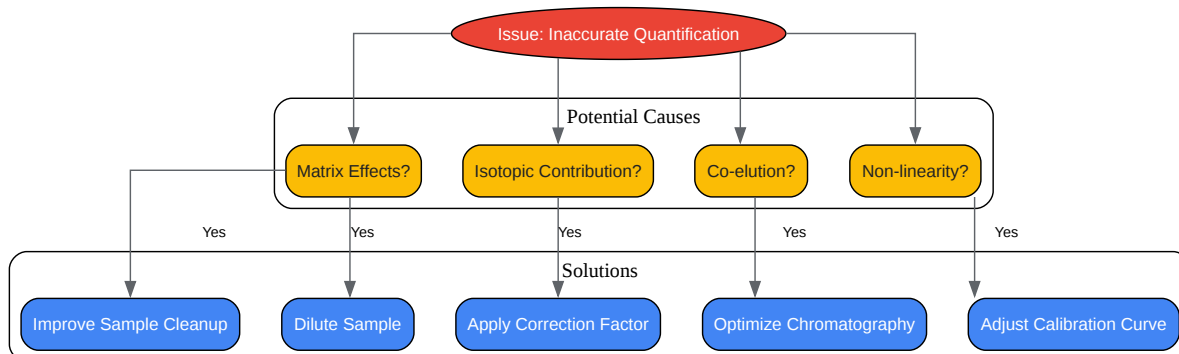 Issue: Inaccurate Quantification
Potential Causes
Matrix Effects?
Isotopic Contribution?
Co-elution?
Non-linearity?
Yes
Yes
Yes
Yes
Yes
Solutions
Improve Sample Cleanup
Dilute Sample
Apply Correction Factor
Optimize Chromatography
Adjust Calibration Curve